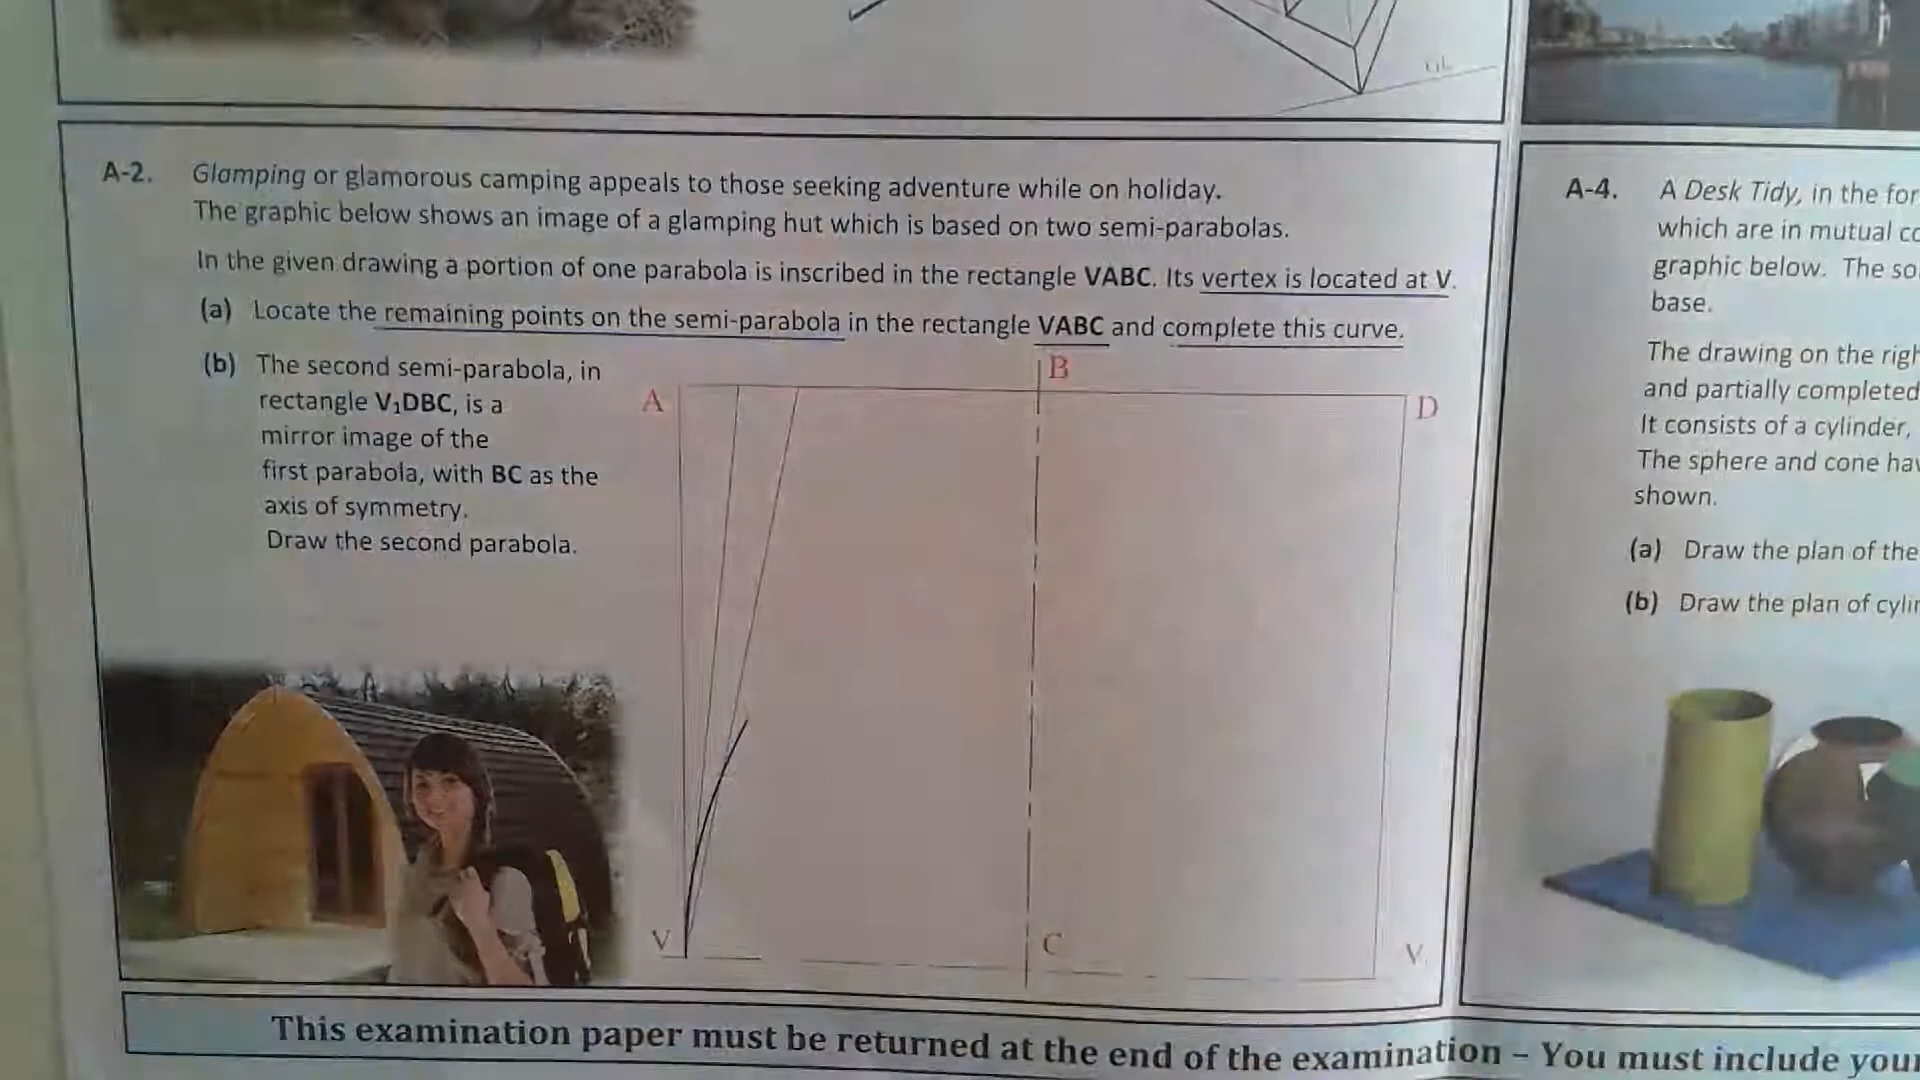 A-2. Glamping or glamorous camping appeals to those seeking adventure while on holiday.
The graphic below shows an image of a glamping hut which is based on two semi-parabolas.
In the given drawing a portion of one parabola is inscribed in the rectangle VABC. Its vertex is located at V.
(a) Locate the remaining points on the semi-parabola in the rectangle VABC and complete this curve.
(b) The second semi-parabola, in
rectangle V₁DBC, is a
mirror image of the
first parabola, with BC as the
axis of symmetry.
Draw the second parabola.
A
B
D
V
C
V
A-4. A Desk Tidy, in the for
which are in mutual co
graphic below. The so
base.
The drawing on the righ
and partially completed
It consists of a cylinder,
The sphere and cone hav
shown.
(a) Draw the plan of the
(b) Draw the plan of cylin
This examination paper must be returned at the end of the examination – You must include your